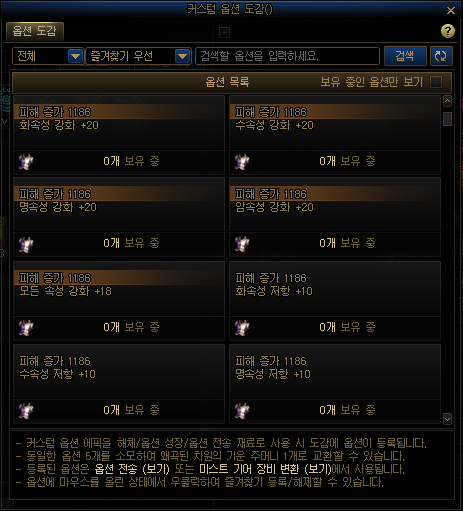 커스텀 옵션 도감()
옵션 도감
전체
즐겨찾기 우선
검색할 옵션을 입력하세요.
검색
옵션 목록
보유 중인 옵션만 보기
피해 증가 1186
화속성 강화 +20
0개 보유 중
피해 증가 1186
수속성 강화 +20
0개 보유 중
피해 증가 1186
명속성 강화 +20
0개 보유 중
피해 증가 1186
암속성 강화 +20
0개 보유 중
피해 증가 1186
모든 속성 강화 +18
0개 보유 중
피해 증가 1186
화속성 저항 +10
0개 보유 중
피해 증가 1186
수속성 저항 +10
0개 보유 중
피해 증가 1186
명속성 저항 +10
0개 보유 중
- 커스텀 옵션 에픽을 해체/옵션 성장/옵션 전송 재료로 사용 시 도감에 옵션이 등록됩니다.
- 동일한 옵션 5개를 소모하여 왜곡된 차원의 기운 주머니 1개로 교환할 수 있습니다.
- 등록된 옵션은 옵션 전송 (보기) 또는 미스트 기어 장비 변환 (보기)에서 사용됩니다.
- 옵션에 마우스를 올린 상태에서 우클릭하여 즐겨찾기 등록/해제할 수 있습니다.